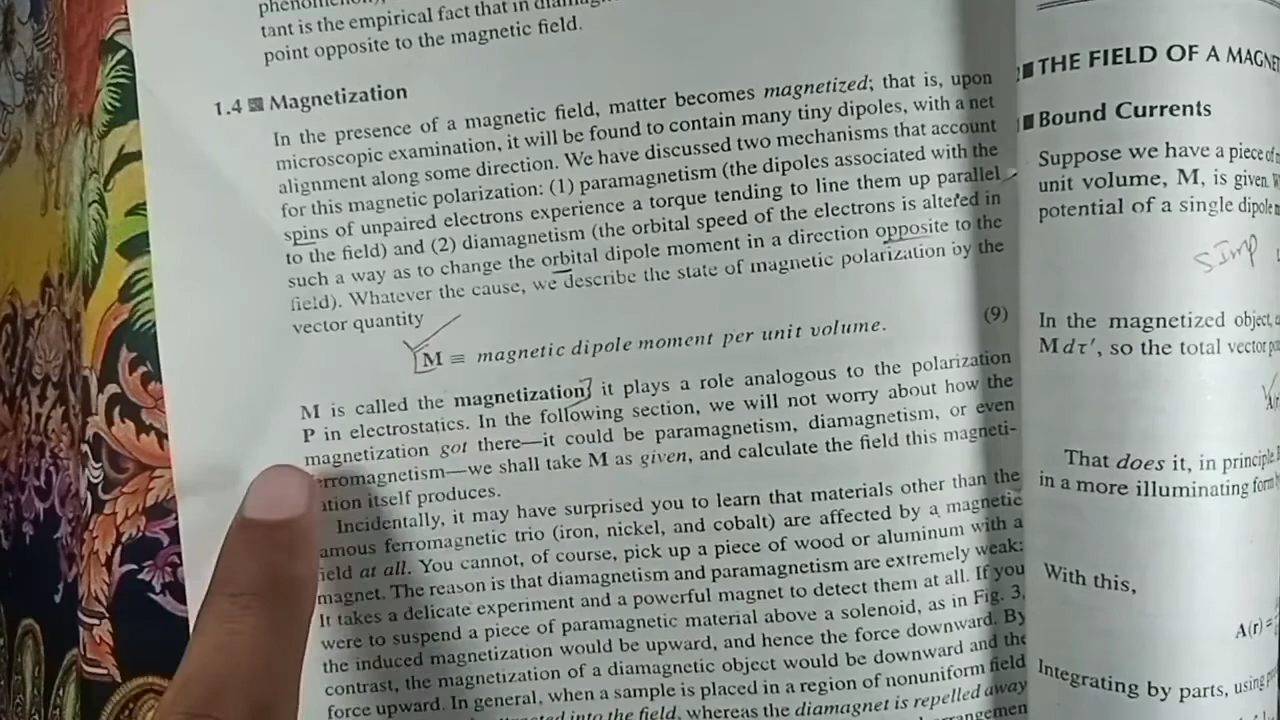 tant is the empirical fact that in
point opposite to the magnetic field.
1.4 Magnetization
In the presence of a magnetic field, matter becomes magnetized; that is, upon
microscopic examination, it will be found to contain many tiny dipoles, with a net
alignment along some direction. We have discussed two mechanisms that account
for this magnetic polarization: (1) paramagnetism (the dipoles associated with the
spins of unpaired electrons experience a torque tending to line them up parallel
to the field) and (2) diamagnetism (the orbital speed of the electrons is altered in
such a way as to change the orbital dipole moment in a direction opposite to the
field). Whatever the cause, we describe the state of magnetic polarization by the
vector quantity
M ≡ magnetic dipole moment per unit volume. (9)
M is called the magnetization; it plays a role analogous to the polarization
P in electrostatics. In the following section, we will not worry about how the
magnetization got there—it could be paramagnetism, diamagnetism, or even
erromagnetism—we shall take M as given, and calculate the field this magneti-
ation itself produces.
Incidentally, it may have surprised you to learn that materials other than the
amous ferromagnetic trio (iron, nickel, and cobalt) are affected by a magnetic
ield at all. You cannot, of course, pick up a piece of wood or aluminum with a
magnet. The reason is that diamagnetism and paramagnetism are extremely weak:
It takes a delicate experiment and a powerful magnet to detect them at all. If you
were to suspend a piece of paramagnetic material above a solenoid, as in Fig. 3,
the induced magnetization would be upward, and hence the force downward. By
contrast, the magnetization of a diamagnetic object would be downward and the
force upward. In general, when a sample is placed in a region of nonuniform field
into the field, whereas the diamagnet is repelled away
THE FIELD OF A MAGNE
Bound Currents
Suppose we have a piece of
unit volume, M, is given.
potential of a single dipole
SImp
In the magnetized object,
Mdτ′, so the total vector
That does it, in principle.
in a more illuminating form
With this,
A(r) =
Integrating by parts, using